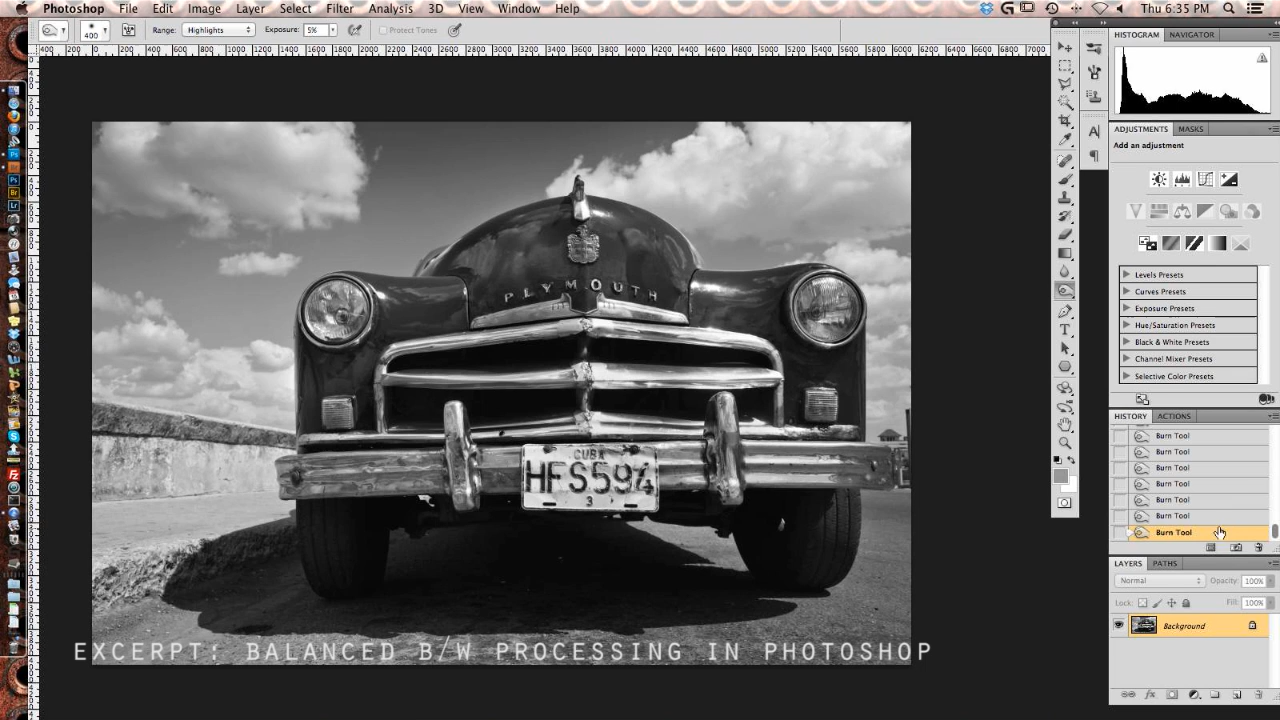 Photoshop File Edit Image Layer Select Filter Analysis 3D View Window Help Thu 6:35 PM
400 Range: Highlights Exposure: 5% Protect Tones
HISTOGRAM NAVIGATOR
ADJUSTMENTS MASKS
Add an adjustment
Levels Presets
Curves Presets
Exposure Presets
Hue/Saturation Presets
Black & White Presets
Channel Mixer Presets
Selective Color Presets
HISTORY ACTIONS
Burn Tool
Burn Tool
Burn Tool
Burn Tool
Burn Tool
Burn Tool
Burn Tool
LAYERS PATHS
Normal Opacity: 100%
Lock: Fill: 100%
Background
PLYMOUTH
CUBA
HFS594
3
EXCERPT: BALANCED B/W PROCESSING IN PHOTOSHOP